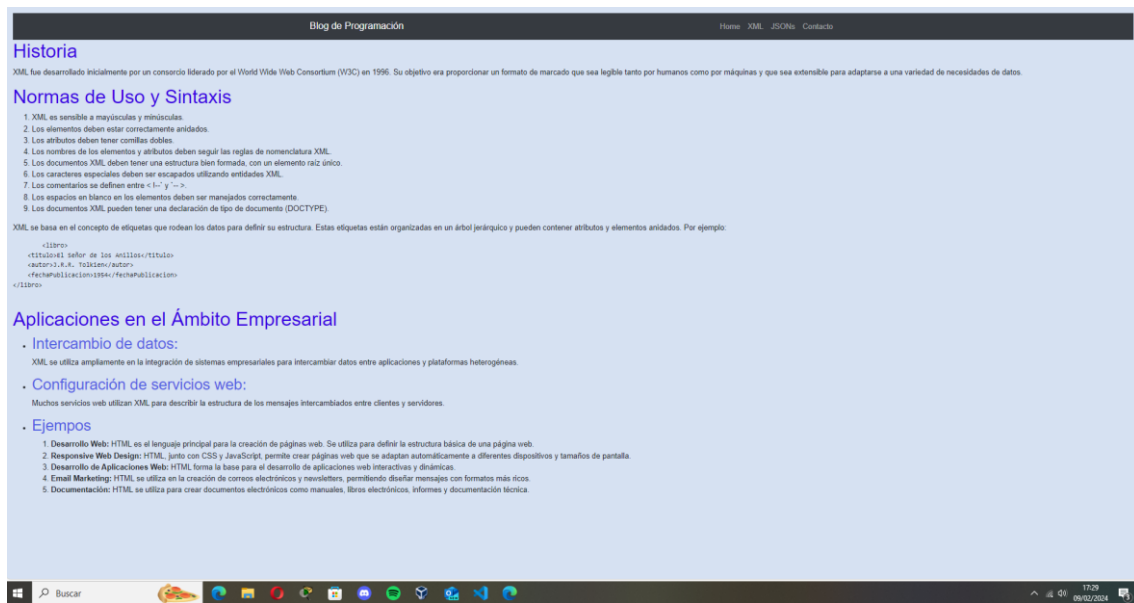 Blog de Programación
Home XML JSONs Contacto
Historia
XML fue desarrollado inicialmente por un consorcio liderado por el World Wide Web Consortium (W3C) en 1996. Su objetivo era proporcionar un formato de marcado que sea legible tanto por humanos como por máquinas y que sea extensible para adaptarse a una variedad de necesidades de datos.
Normas de Uso y Sintaxis
1. XML es sensible a mayúsculas y minúsculas.
2. Los elementos deben estar correctamente anidados.
3. Los atributos deben tener comillas dobles.
4. Los nombres de los elementos y atributos deben seguir las reglas de nomenclatura XML.
5. Los documentos XML deben tener una estructura bien formada, con un elemento raíz único.
6. Los caracteres especiales deben ser escapados utilizando entidades XML.
7. Los comentarios se definen entre < !--` y `-- >.
8. Los espacios en blanco en los elementos deben ser manejados correctamente.
9. Los documentos XML pueden tener una declaración de tipo de documento (DOCTYPE).
XML se basa en el concepto de etiquetas que rodean los datos para definir su estructura. Estas etiquetas están organizadas en un árbol jerárquico y pueden contener atributos y elementos anidados. Por ejemplo:
<libro>
<titulo>El Señor de los Anillos</titulo>
<autor>J.R.R. Tolkien</autor>
<fechaPublicacion>1954</fechaPublicacion>
</libro>
Aplicaciones en el Ámbito Empresarial
• Intercambio de datos:
XML se utiliza ampliamente en la integración de sistemas empresariales para intercambiar datos entre aplicaciones y plataformas heterogéneas.
• Configuración de servicios web:
Muchos servicios web utilizan XML para describir la estructura de los mensajes intercambiados entre clientes y servidores.
• Ejempos
1. Desarrollo Web: HTML es el lenguaje principal para la creación de páginas web. Se utiliza para definir la estructura básica de una página web.
2. Responsive Web Design: HTML, junto con CSS y JavaScript, permite crear páginas web que se adaptan automáticamente a diferentes dispositivos y tamaños de pantalla.
3. Desarrollo de Aplicaciones Web: HTML forma la base para el desarrollo de aplicaciones web interactivas y dinámicas.
4. Email Marketing: HTML se utiliza en la creación de correos electrónicos y newsletters, permitiendo diseñar mensajes con formatos más ricos.
5. Documentación: HTML se utiliza para crear documentos electrónicos como manuales, libros electrónicos, informes y documentación técnica.
Buscar
17:29
09/02/2024